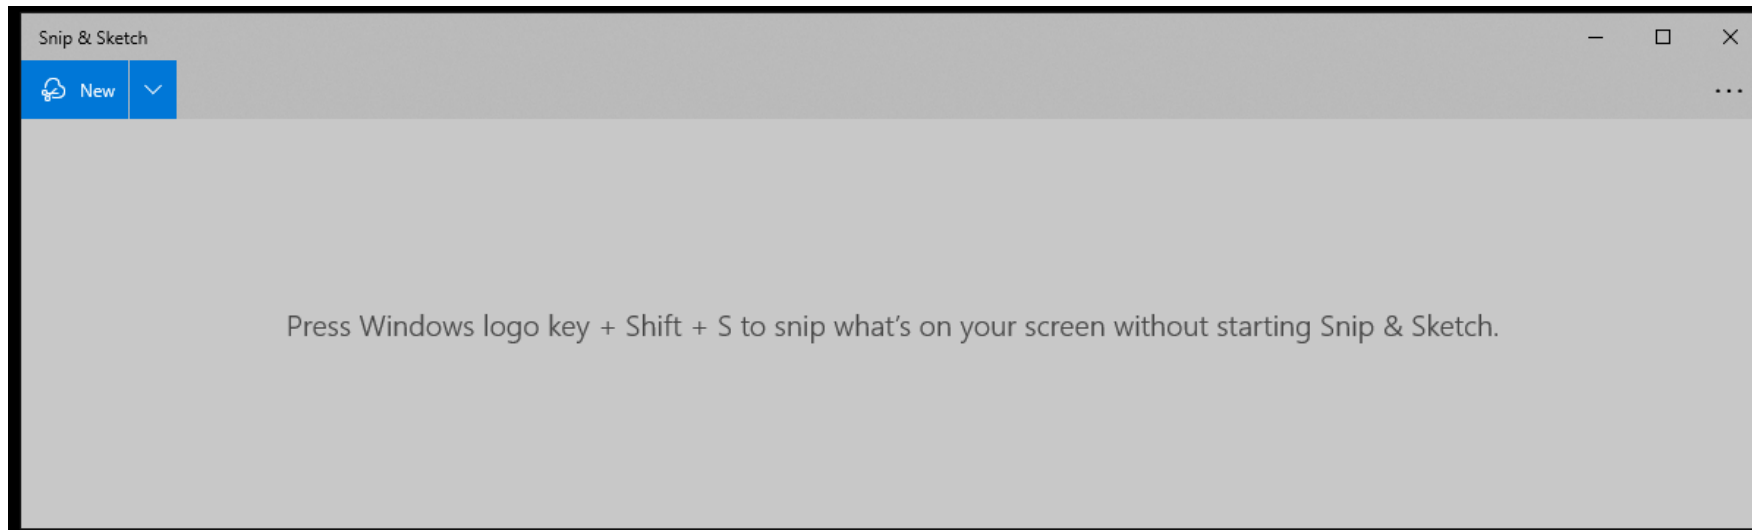 Snip & Sketch
New
Press Windows logo key + Shift + S to snip what's on your screen without starting Snip & Sketch.